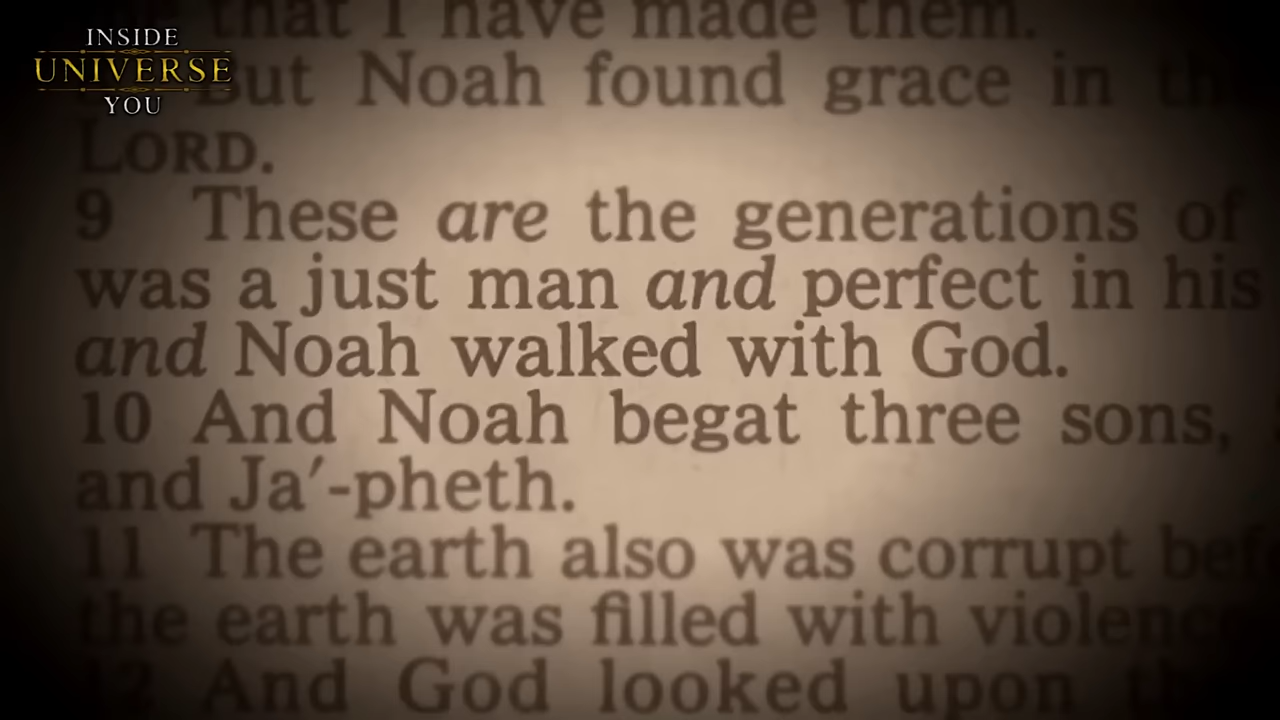 INSIDE
UNIVERSE
YOU
that I have made them.
But Noah found grace in
LORD.
9 These are the generations of
was a just man and perfect in his
and Noah walked with God.
10 And Noah begat three sons,
and Ja′-pheth.
11 The earth also was corrupt
the earth was filled with
12 And God looked upon